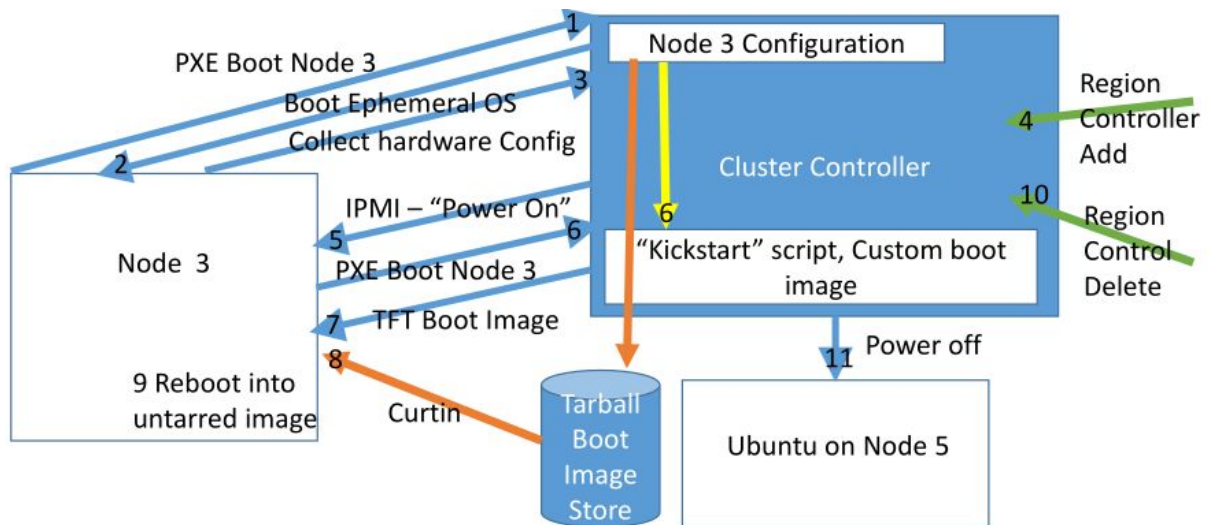 1
Node 3 Configuration
PXE Boot Node 3
3
Boot Ephemeral OS
Collect hardware Config
2
Region
Controller
Add
4
Cluster Controller
IPMI – “Power On”
5
6
PXE Boot Node 3
6
10
Region
Control
Delete
Node 3
“Kickstart” script, Custom boot
image
7
TFT Boot Image
8
9 Reboot into
untarred image
Curtin
Power off
11
Tarball
Boot
Image
Store
Ubuntu on Node 5